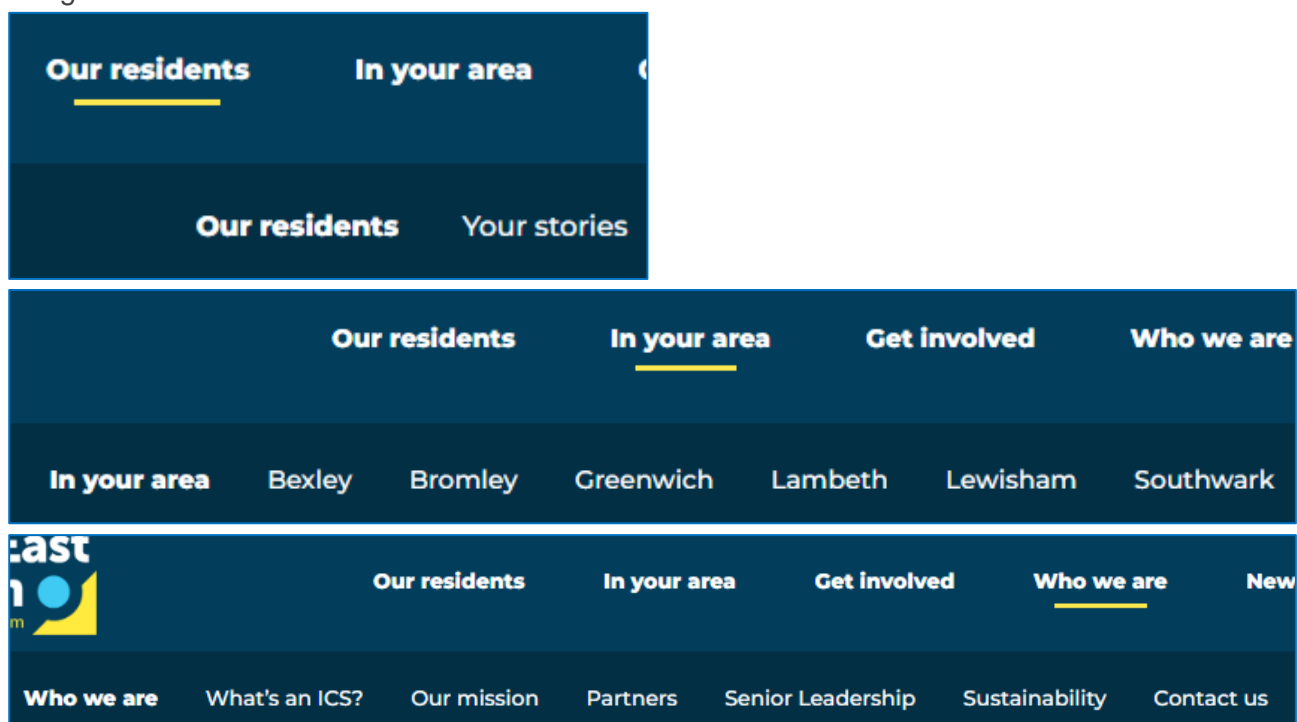 Our residents In your area
Our residents Your stories
Our residents In your area Get involved Who we are
In your area Bexley Bromley Greenwich Lambeth Lewisham Southwark
Our residents In your area Get involved Who we are New
Who we are What's an ICS? Our mission Partners Senior Leadership Sustainability Contact us